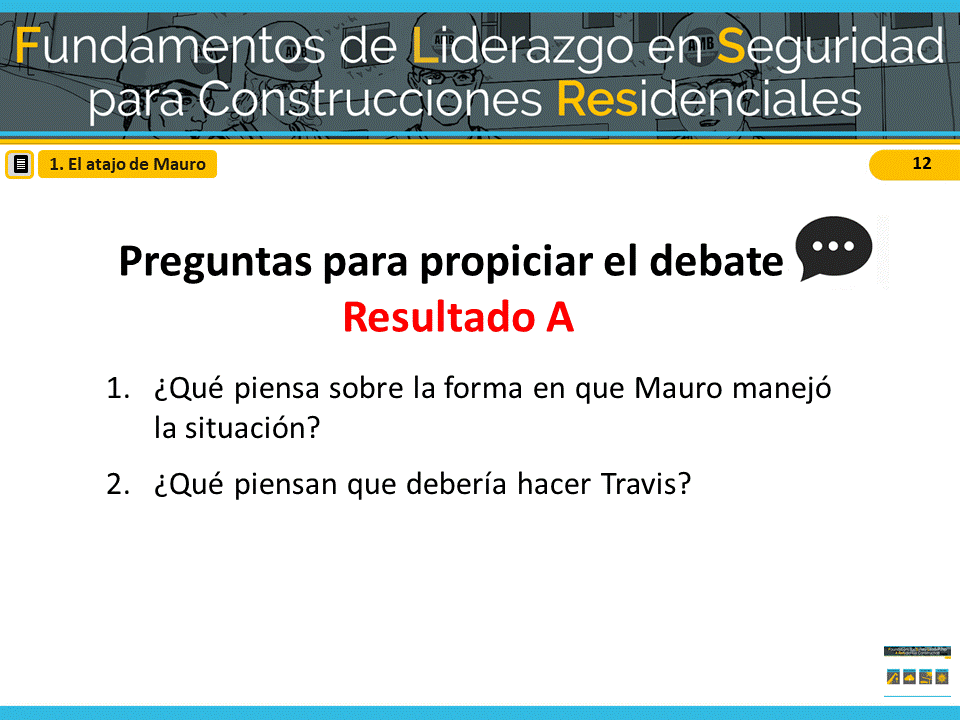 Fundamentos de Liderazgo en Seguridad
para Construcciones Residenciales
1. El atajo de Mauro
12
Preguntas para propiciar el debate
Resultado A
1. ¿Qué piensa sobre la forma en que Mauro manejó
la situación?
2. ¿Qué piensan que debería hacer Travis?